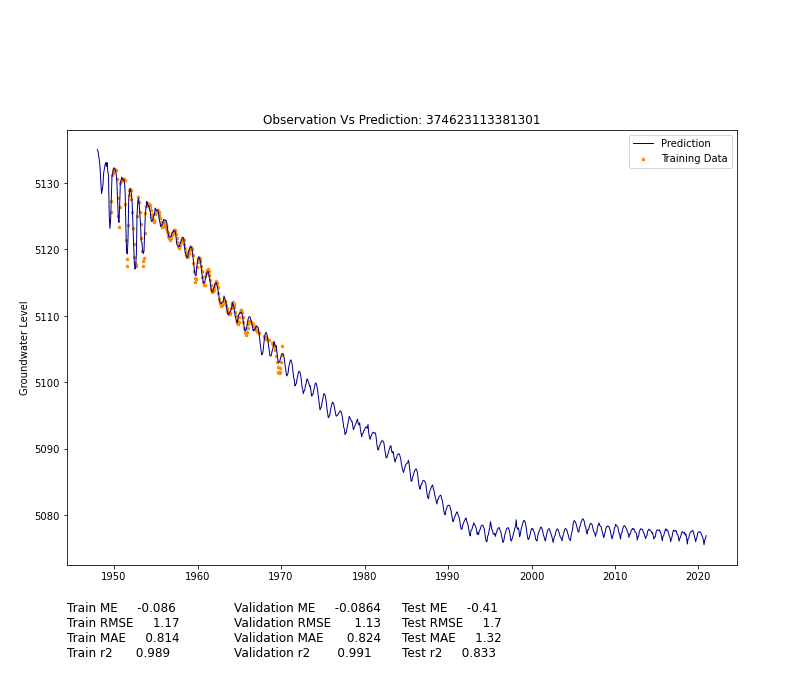 Observation Vs Prediction: 374623113381301
Prediction
Training Data
Groundwater Level
5130
5120
5110
5100
5090
5080
1950 1960 1970 1980 1990 2000 2010 2020
Train ME -0.086 Validation ME -0.0864 Test ME -0.41
Train RMSE 1.17 Validation RMSE 1.13 Test RMSE 1.7
Train MAE 0.814 Validation MAE 0.824 Test MAE 1.32
Train r2 0.989 Validation r2 0.991 Test r2 0.833